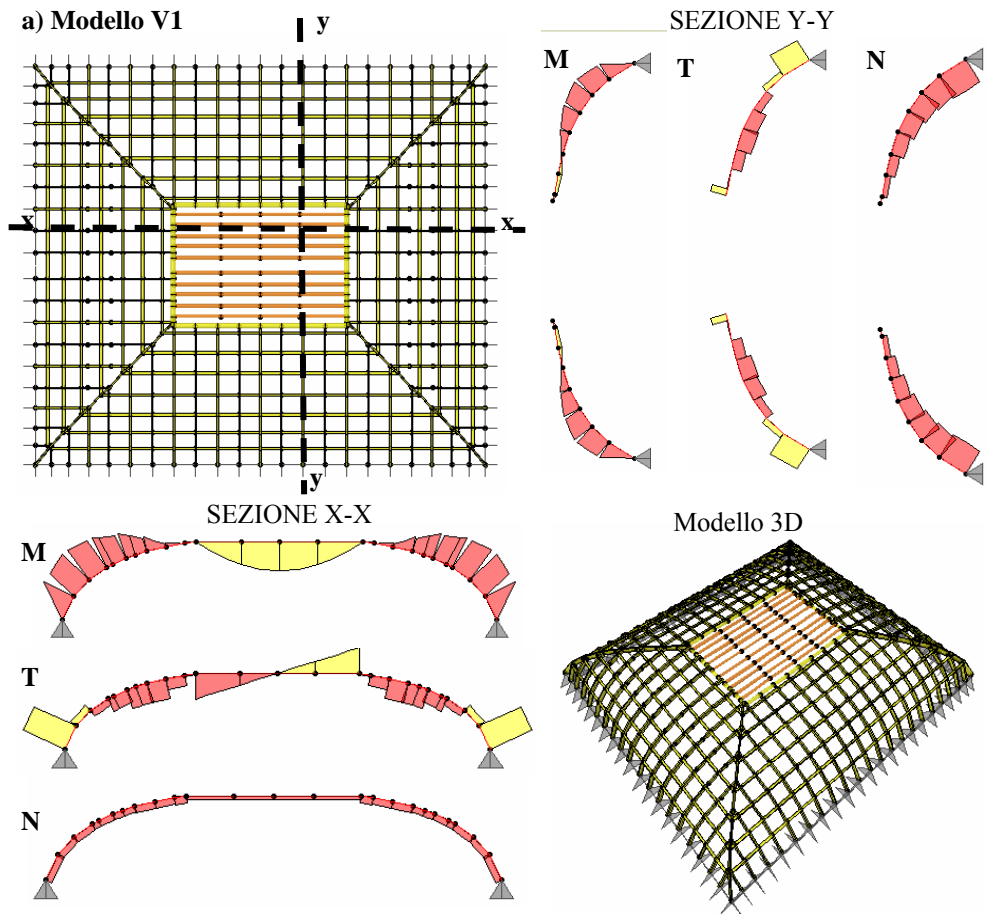 a) Modello V1
y
SEZIONE Y-Y
M
T
N
x
x
y
SEZIONE X-X
Modello 3D
M
T
N